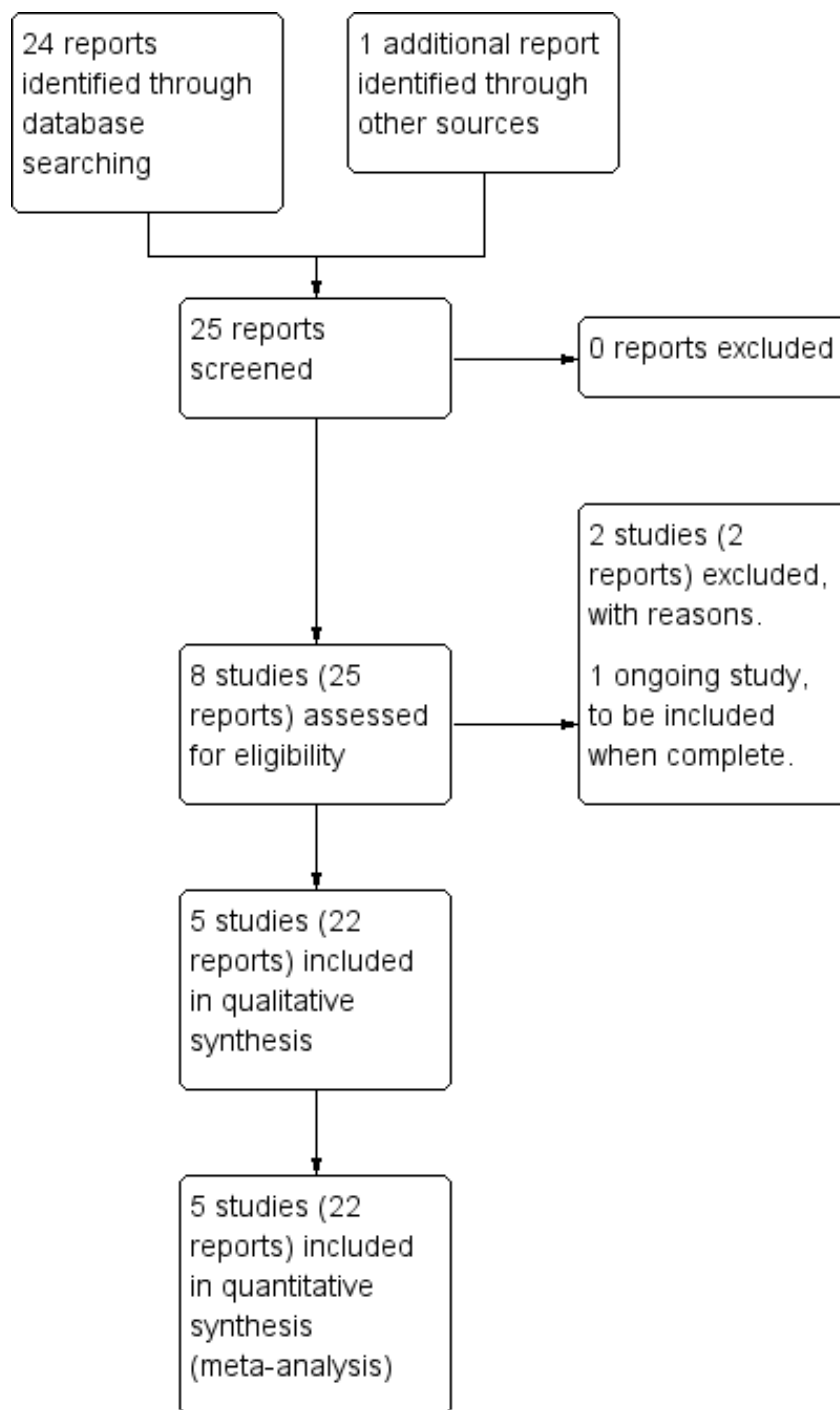 24 reports
identified through
database
searching
1 additional report
identified through
other sources
25 reports
screened
0 reports excluded
2 studies (2
reports) excluded,
with reasons.
1 ongoing study,
to be included
when complete.
8 studies (25
reports) assessed
for eligibility
5 studies (22
reports) included
in qualitative
synthesis
5 studies (22
reports) included
in quantitative
synthesis
(meta-analysis)